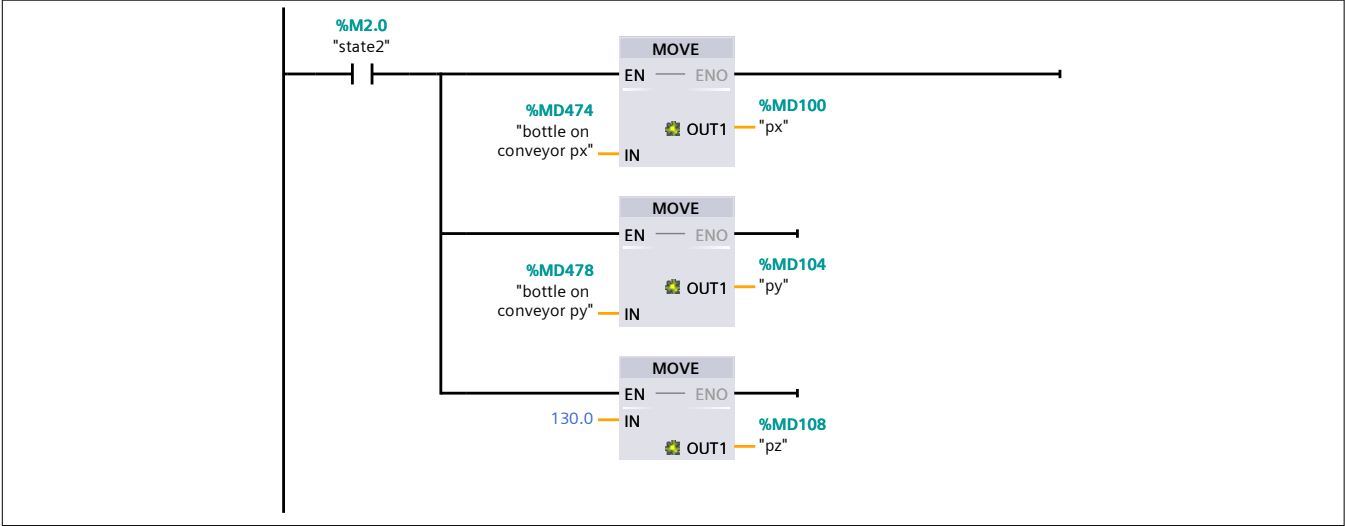 %M2.0
"state2"
MOVE
EN
ENO
%MD474
"bottle on
conveyor px"
IN
OUT1
%MD100
"px"
MOVE
EN
ENO
%MD478
"bottle on
conveyor py"
IN
OUT1
%MD104
"py"
MOVE
EN
ENO
130.0
IN
OUT1
%MD108
"pz"